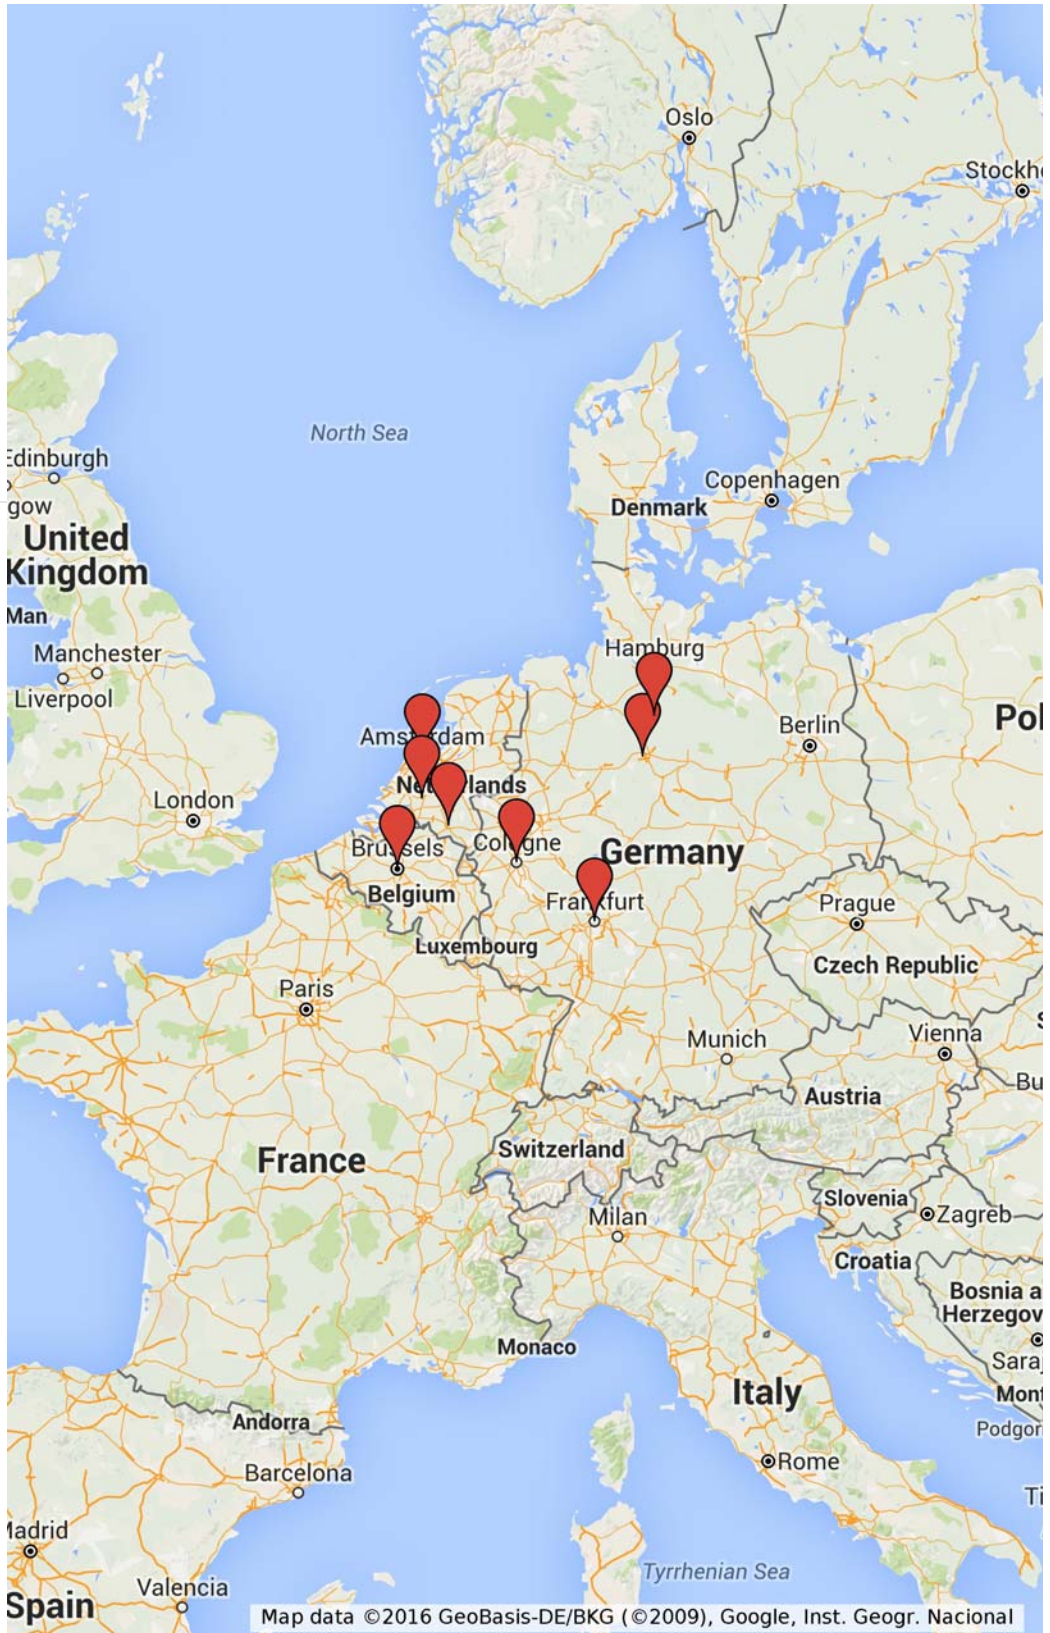 Oslo
Stockho
North Sea
Edinburgh
gow
Copenhagen
Denmark
United
Kingdom
Man
Manchester
Liverpool
Hamburg
Amsterdam
Berlin
Pol
Netherlands
London
Brussels
Cologne
Germany
Belgium
Frankfurt
Prague
Luxembourg
Czech Republic
Paris
Munich
Vienna
S
Bu
Austria
France
Switzerland
Slovenia
Zagreb
Milan
Croatia
Bosnia a
Herzegov
Monaco
Saraj
Italy
Mont
Andorra
Podgori
Rome
Barcelona
Ti
Madrid
Tyrrhenian Sea
Valencia
Spain
Map data ©2016 GeoBasis-DE/BKG (©2009), Google, Inst. Geogr. Nacional